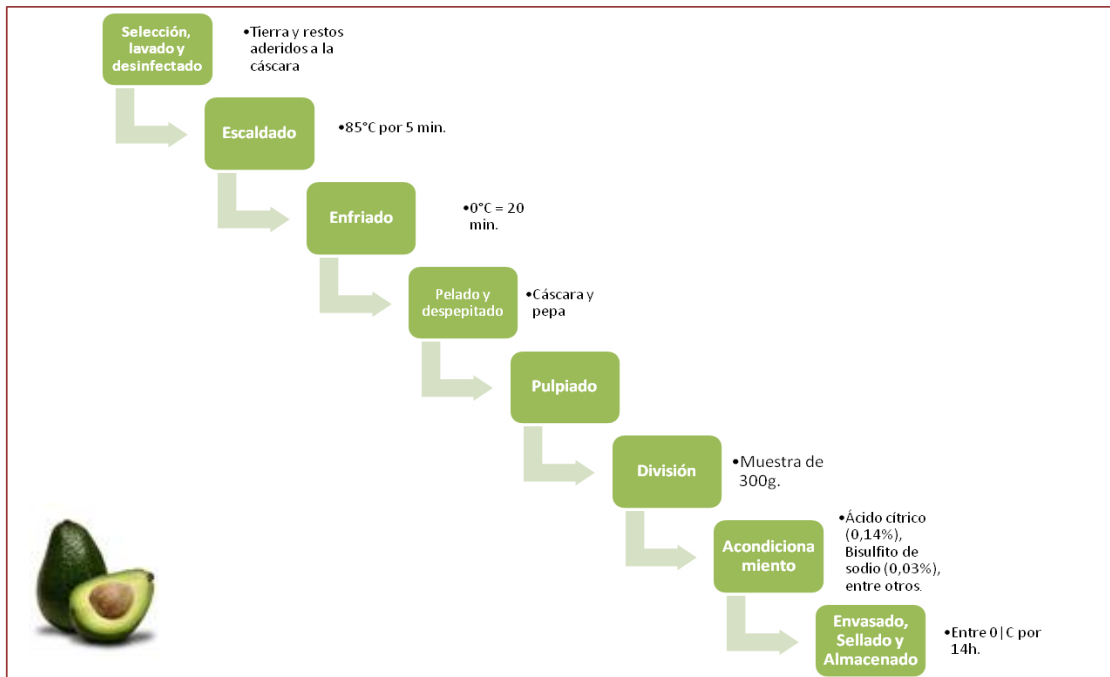 Selección,
lavado y
desinfectado
•Tierra y restos
aderidos a la
cáscara
Escaldado
•85°C por 5 min.
Enfriado
•0°C = 20
min.
Pelado y
despepitado
•Cáscara y
pepa
Pulpiado
División
•Muestra de
300g.
Acondiciona
miento
•Ácido cítrico
(0,14%),
Bisulfito de
sodio (0,03%),
entre otros.
Envasado,
Sellado y
Almacenado
•Entre 0|C por
14h.